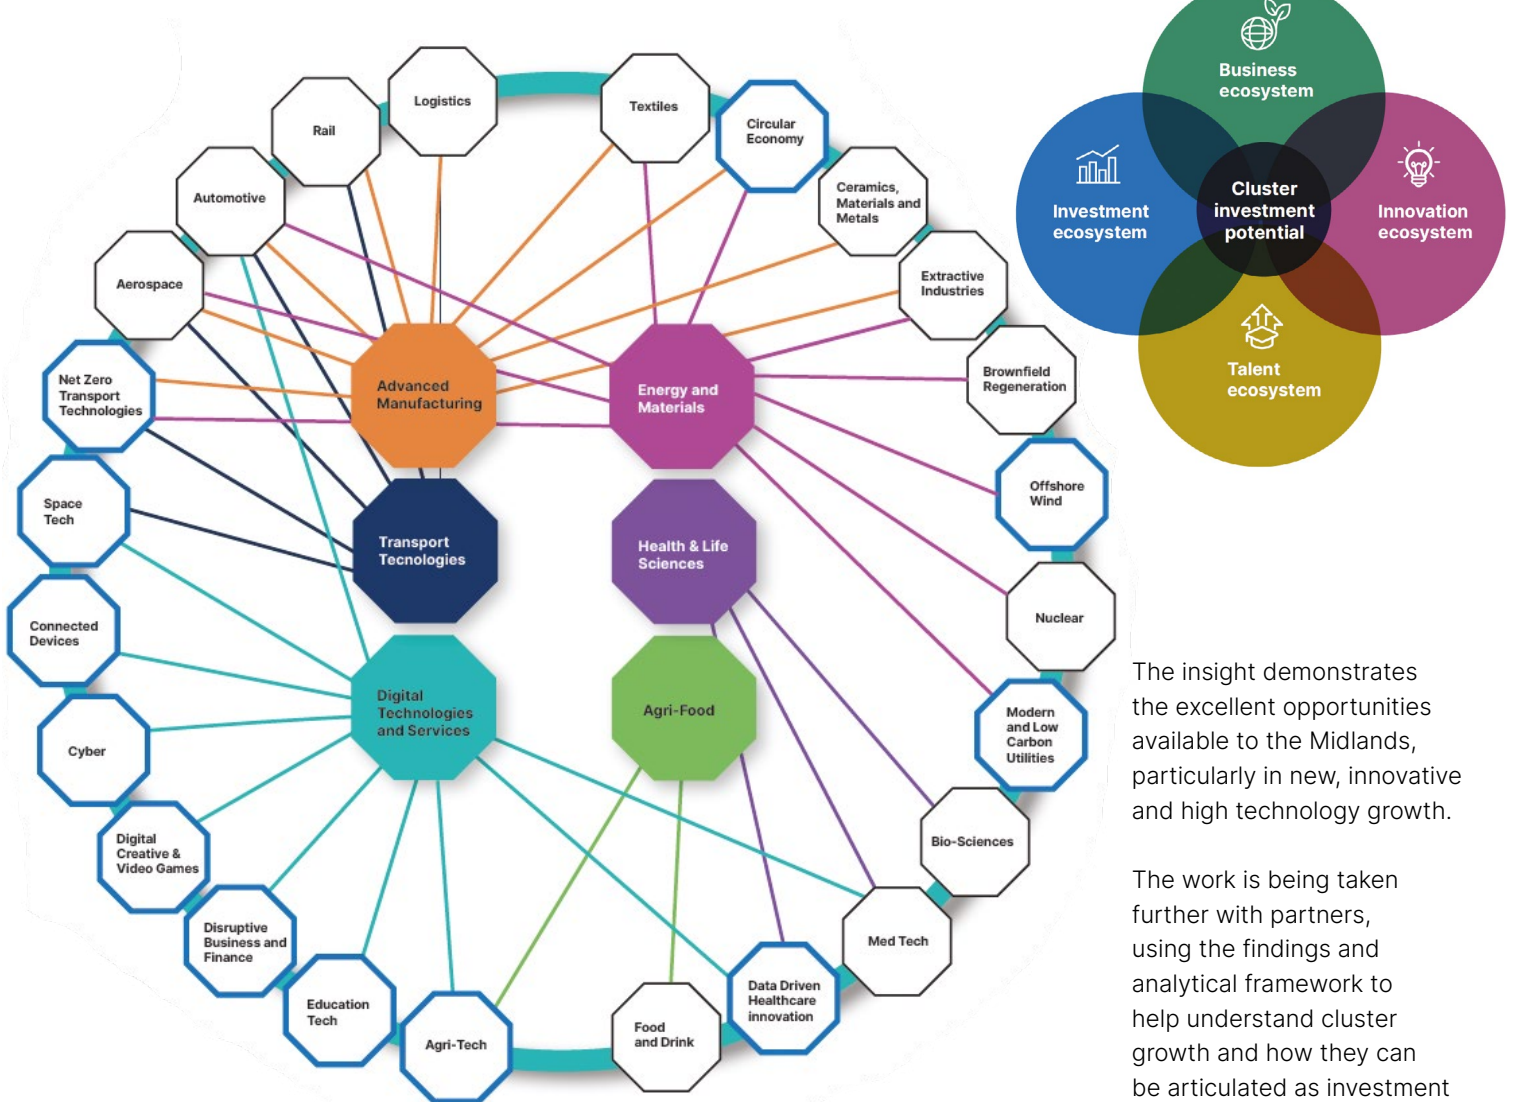 Logistics
Textiles
Rail
Circular
Economy
Automotive
Ceramics,
Materials and
Metals
Aerospace
Extractive
Industries
Net Zero
Transport
Technologies
Brownfield
Regeneration
Advanced
Manufacturing
Energy and
Materials
Space
Tech
Offshore
Wind
Transport
Tecnologies
Health & Life
Sciences
Connected
Devices
Nuclear
Cyber
Digital
Technologies
and Services
Agri-Food
Modern
and Low
Carbon
Utilities
Digital
Creative &
Video Games
Bio-Sciences
Disruptive
Business and
Finance
Med Tech
Education
Tech
Data Driven
Healthcare
innovation
Agri-Tech
Food
and Drink
Business
ecosystem
Investment
ecosystem
Cluster
investment
potential
Innovation
ecosystem
Talent
ecosystem
The insight demonstrates
the excellent opportunities
available to the Midlands,
particularly in new, innovative
and high technology growth.
The work is being taken
further with partners,
using the findings and
analytical framework to
help understand cluster
growth and how they can
be articulated as investment